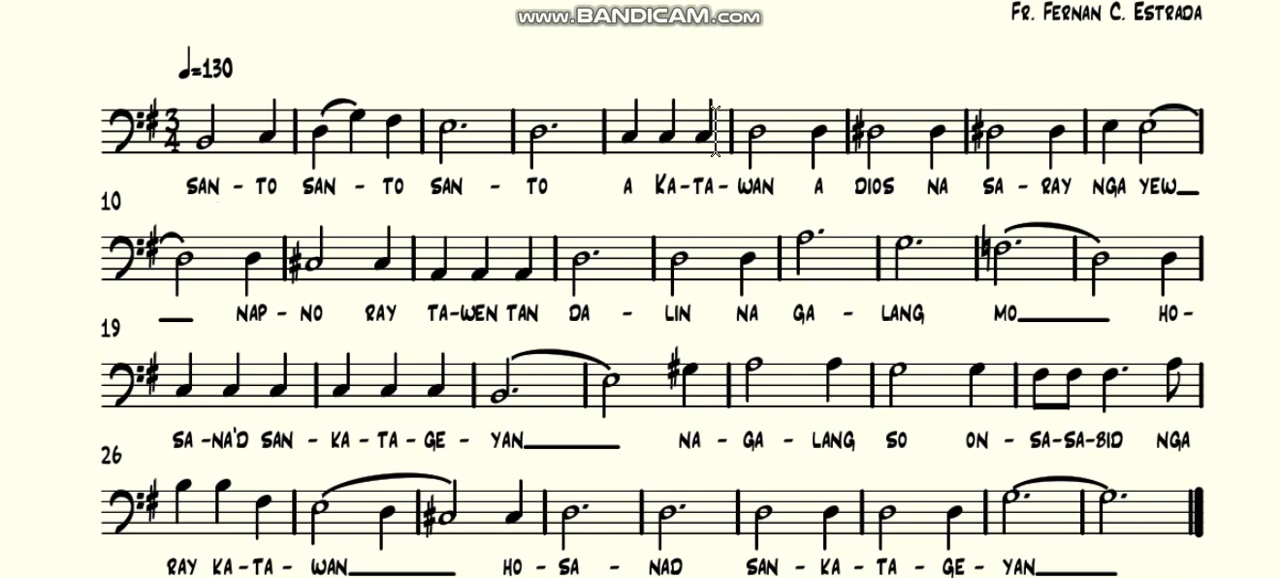 www.BANDICAM.com
FR. FERNAN C. ESTRADA
♩=130
3/4
SAN - TO SAN - TO SAN - TO A KA-TA-WAN A DIOS NA SA - RAY NGA YEW
10
NAP - NO RAY TA-WEN TAN DA - LIN NA GA - LANG MO HO-
19
SA-NA'D SAN - KA - TA - GE - YAN NA - GA - LANG SO ON - SA-SA-BID NGA
26
RAY KA-TA - WAN HO - SA - NAD SAN - KA - TA - GE - YAN